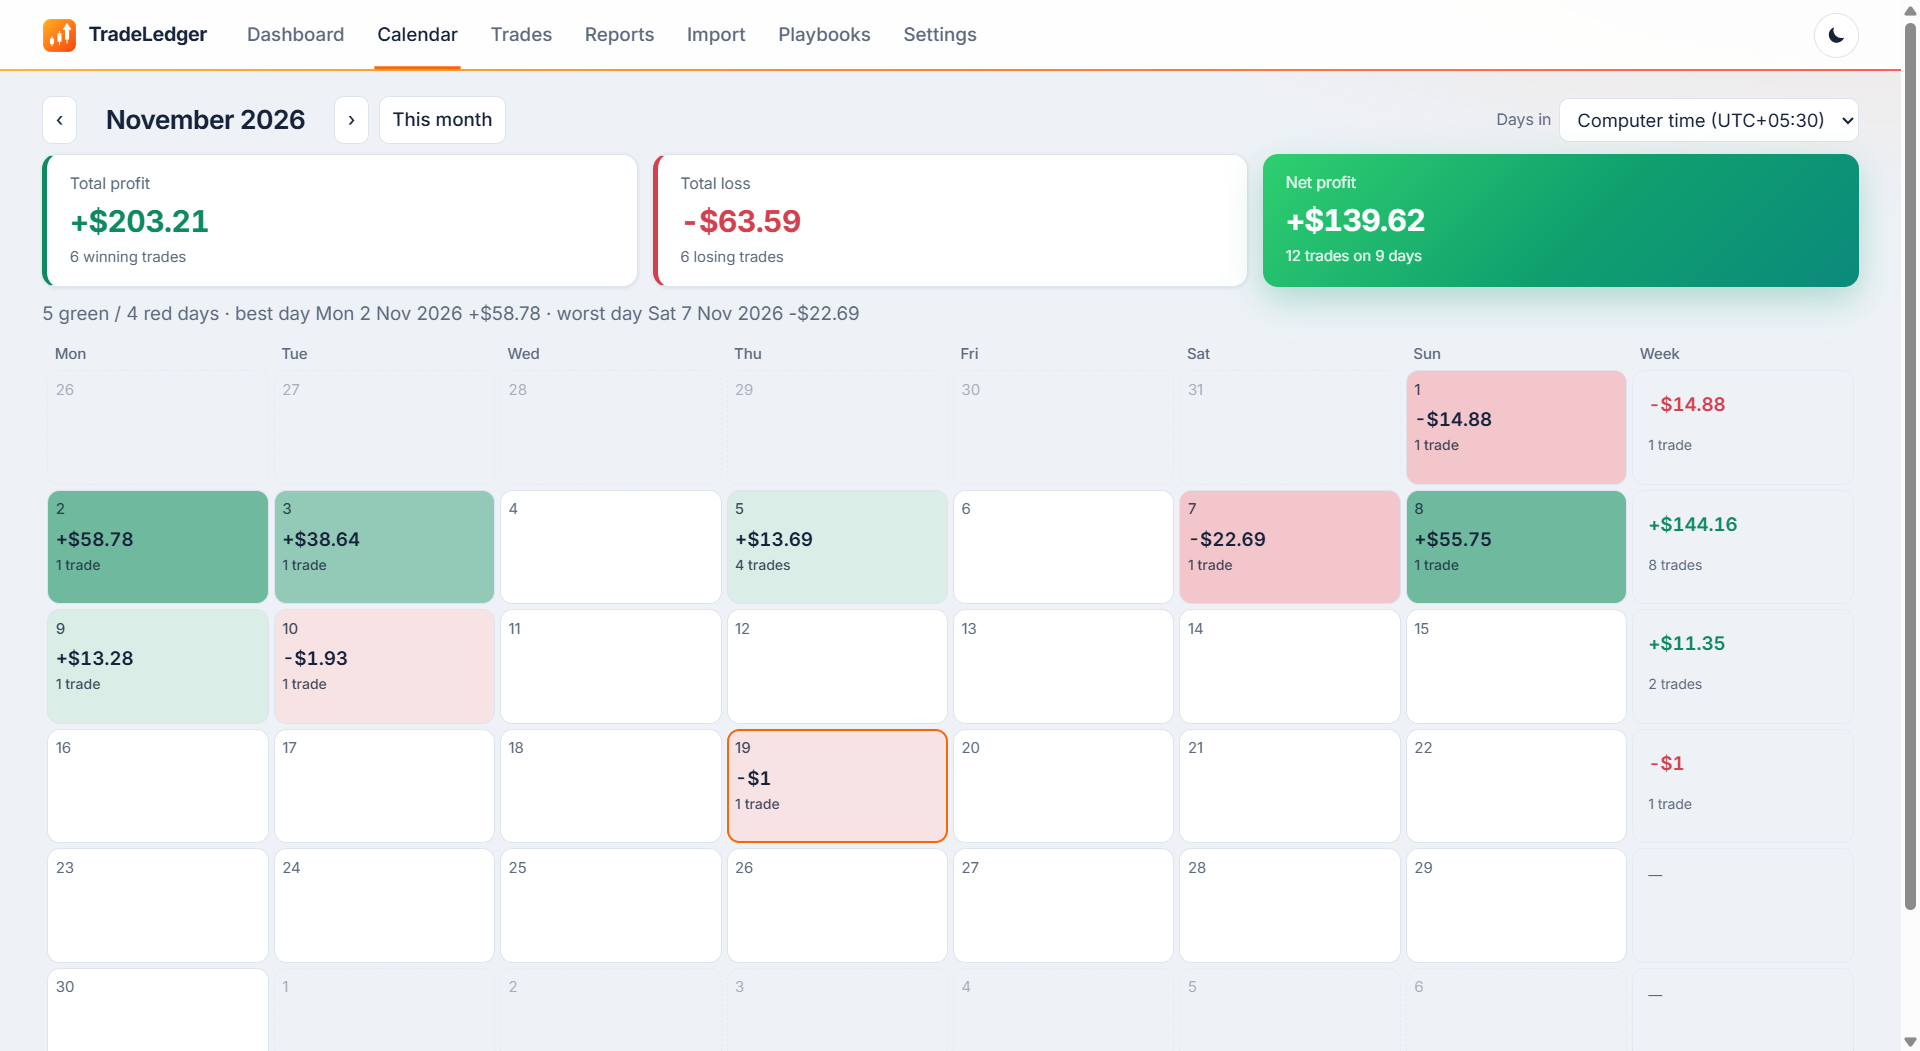 TradeLedger Dashboard Calendar Trades Reports Import Playbooks Settings
‹ November 2026 › This month Days in Computer time (UTC+05:30)
Total profit
+$203.21
6 winning trades
Total loss
-$63.59
6 losing trades
Net profit
+$139.62
12 trades on 9 days
5 green / 4 red days · best day Mon 2 Nov 2026 +$58.78 · worst day Sat 7 Nov 2026 -$22.69
Mon Tue Wed Thu Fri Sat Sun Week
26 27 28 29 30 31 1
-$14.88 -$14.88
1 trade 1 trade
2 3 4 5 6 7 8
+$58.78 +$38.64 +$13.69 -$22.69 +$55.75 +$144.16
1 trade 1 trade 4 trades 1 trade 1 trade 8 trades
9 10 11 12 13 14 15
+$13.28 -$1.93 +$11.35
1 trade 1 trade 2 trades
16 17 18 19 20 21 22
-$1 -$1
1 trade 1 trade
23 24 25 26 27 28 29 —
30 1 2 3 4 5 6 —